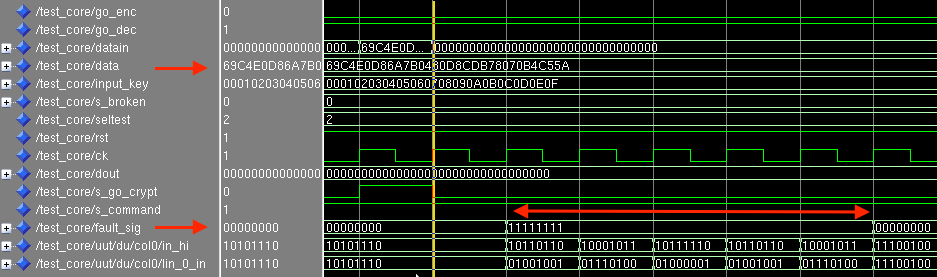 /test_core/go_enc 0
/test_core/go_dec 1
/test_core/datain 00000000000000 000... 69C4E0D... 00000000000000000000000000000000
/test_core/data 69C4E0D86A7B0 69C4E0D86A7B0430D8CDB78070B4C55A
/test_core/input_key 00010203040506 000102030405060708090A0B0C0D0E0F
/test_core/s_broken 0 0
/test_core/seltest 2 2
/test_core/rst 1
/test_core/ck 1
/test_core/dout 00000000000000 00000000000000000000000000000000
/test_core/s_go_crypt 0
/test_core/s_command 1
/test_core/fault_sig 00000000 00000000 11111111 00000000
/test_core/uut/du/col0/in_hi 10101110 10101110 10110110 10001011 10111110 10110110 10001011 11100100
/test_core/uut/du/col0/lin_0_in 10101110 10101110 01001001 01110100 01000001 01001001 01110100 11100100